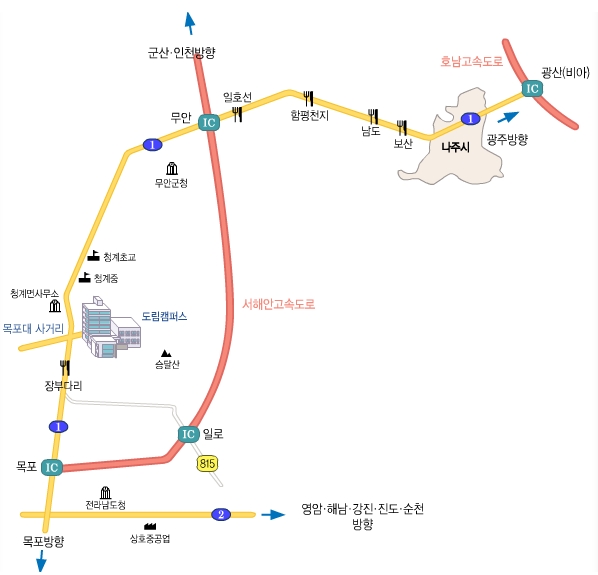 군산·인천방향
호남고속도로
광산(비아)
IC
일호선
무안
IC
함평천지
남도
보산
1
광주방향
나주시
1
무안군청
청계초교
청계중
청계면사무소
도림캠퍼스
서해안고속도로
목포대 사거리
승달산
장부다리
1
IC
일로
목포
IC
815
전라남도청
2
영암·해남·강진·진도·순천
방향
상호중공업
목포방향